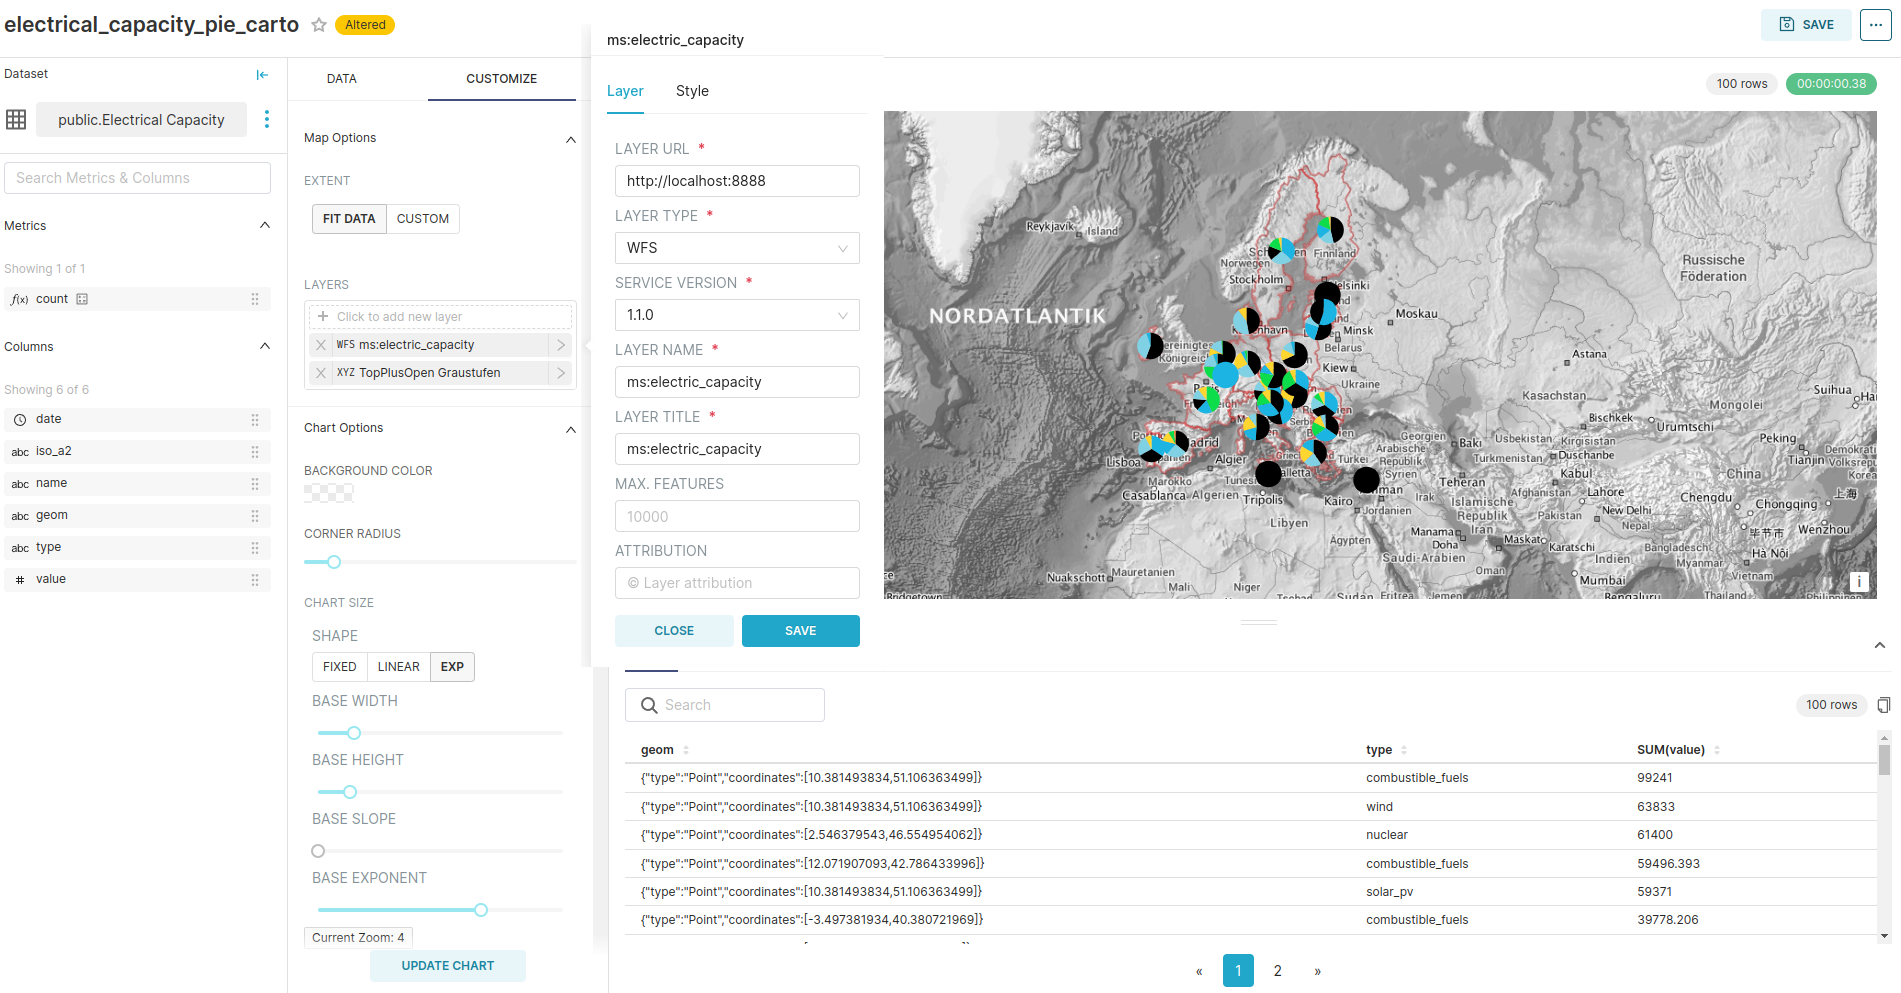 electrical_capacity_pie_carto
Altered
SAVE
...
Dataset
public.Electrical Capacity
Search Metrics & Columns
Metrics
Showing 1 of 1
f(x) count
Columns
Showing 6 of 6
date
abc iso_a2
abc name
abc geom
abc type
# value
DATA
CUSTOMIZE
Map Options
EXTENT
FIT DATA
CUSTOM
LAYERS
+ Click to add new layer
WFS ms:electric_capacity
XYZ TopPlusOpen Graustufen
Chart Options
BACKGROUND COLOR
CORNER RADIUS
CHART SIZE
SHAPE
FIXED
LINEAR
EXP
BASE WIDTH
BASE HEIGHT
BASE SLOPE
BASE EXPONENT
Current Zoom: 4
UPDATE CHART
ms:electric_capacity
Layer
Style
LAYER URL *
http://localhost:8888
LAYER TYPE *
WFS
SERVICE VERSION *
1.1.0
LAYER NAME *
ms:electric_capacity
LAYER TITLE *
ms:electric_capacity
MAX. FEATURES
10000
ATTRIBUTION
© Layer attribution
CLOSE
SAVE
100 rows
00:00:00.38
Reykjavik
Island
Norwegen
Finnland
Stockholm
Russische
Föderation
NORDATLANTIK
Moskau
Minsk
Belarus
Kiew
Ukraine
Astana
Kasachstan
Mongolei
Suihua
Bischkek
Urumtschi
Kirgisistan
Usbekistan
Turkmenistan
Duschanbe
Georgien
Baki
Peking
Tianjin
China
Lisboa
Algier
Marokko
Algerien
Casablanca
Tripolis
Libyen
Kairo
Jordanien
Ägypten
Arabische
Republik
Syrien
Irak
Teheran
Islamische
Republik
Iran
Afghanistan
Kabul
Lahore
Pakistan
New Delhi
Nepal
Chengdu
Chongqing
上海
Wenzhou
毕节市
Hà Nôi
Manama
Doha
Maskat
Karatschi
Indien
Bangladesch
Myanmar
Saudi-Arabien
Oman
Mumbai
Vietnam
Nuakschott
Mauretanien
Mali
Niger
Tschad
Sudan
Eritrea
Jemen
Bengaluru
Thailand
Philippinen
Bridgetown
i
Search
100 rows
geom
type
SUM(value)
{"type":"Point","coordinates":[10.381493834,51.106363499]}
combustible_fuels
99241
{"type":"Point","coordinates":[10.381493834,51.106363499]}
wind
63833
{"type":"Point","coordinates":[2.546379543,46.554954062]}
nuclear
61400
{"type":"Point","coordinates":[12.071907093,42.786433996]}
combustible_fuels
59496.393
{"type":"Point","coordinates":[10.381493834,51.106363499]}
solar_pv
59371
{"type":"Point","coordinates":[-3.497381934,40.380721969]}
combustible_fuels
39778.206
« 1 2 »